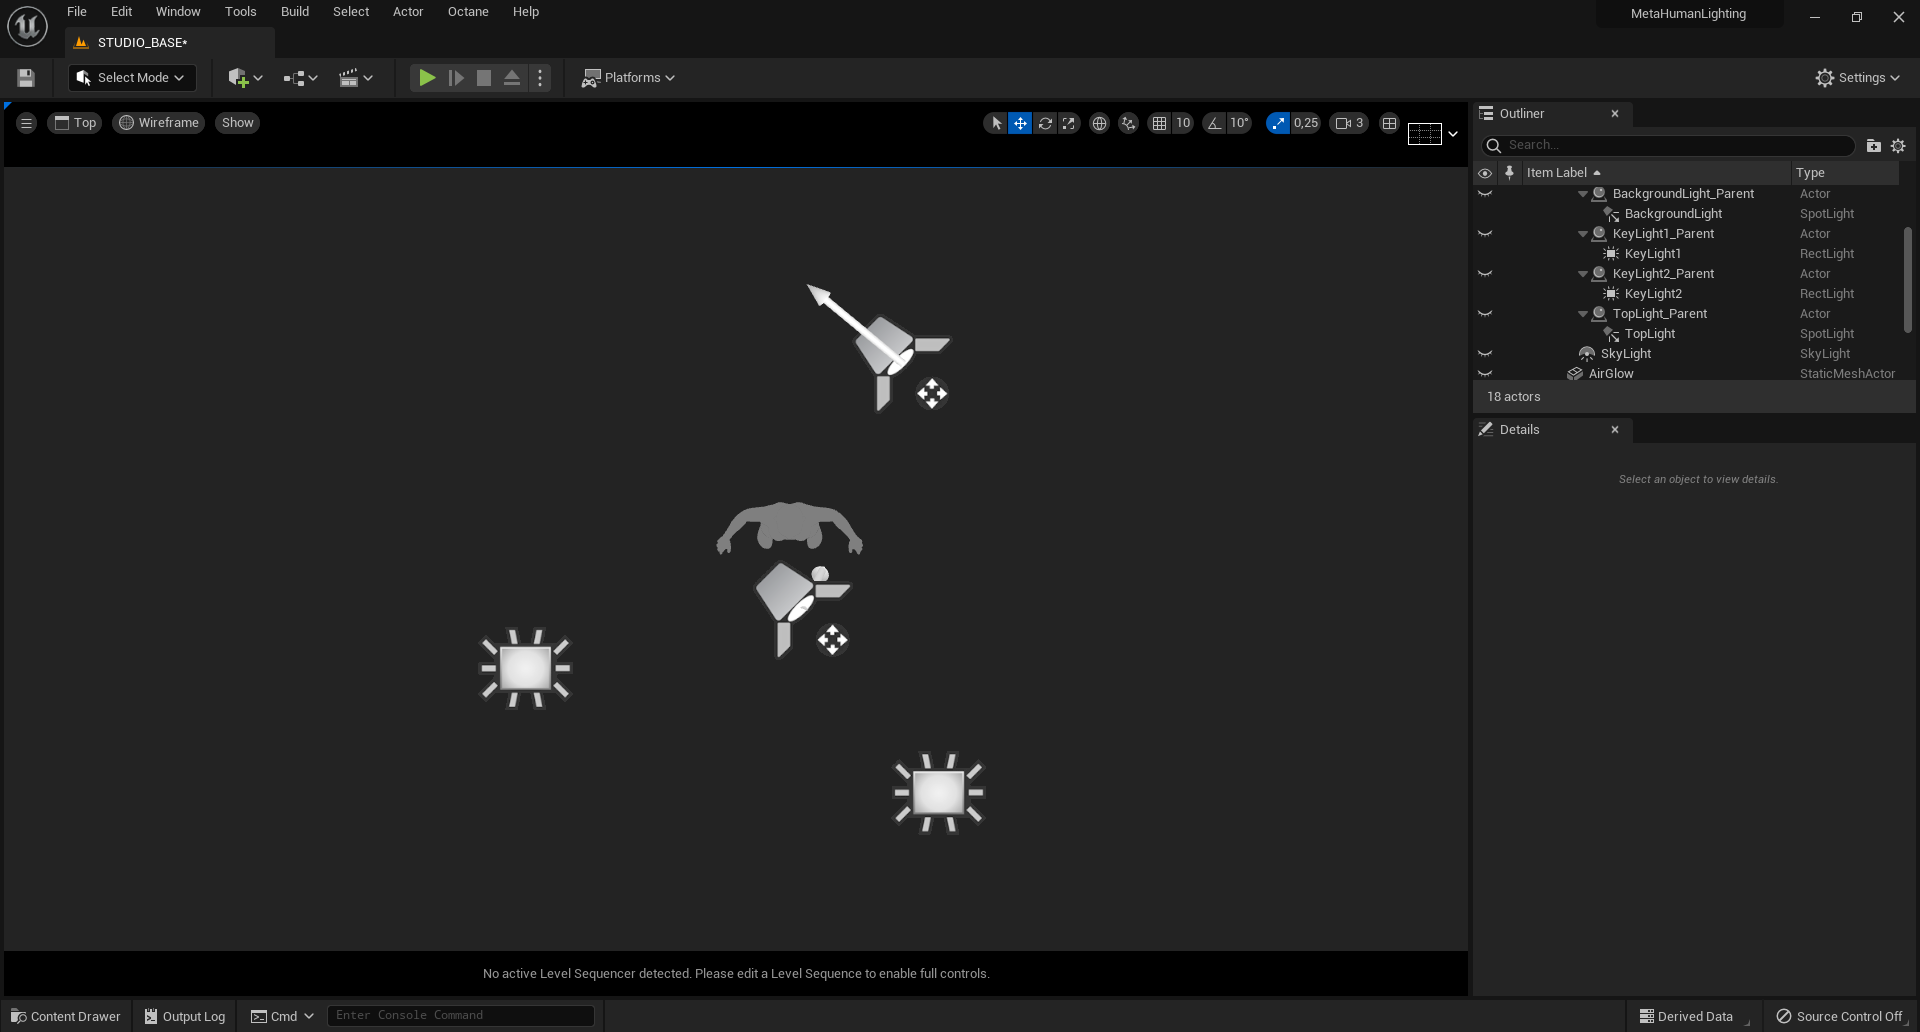 File Edit Window Tools Build Select Actor Octane Help
MetaHumanLighting
STUDIO_BASE*
Select Mode
Platforms
Settings
Top Wireframe Show
10 10° 0,25 3
Outliner
Search...
Item Label Type
BackgroundLight_Parent Actor
BackgroundLight SpotLight
KeyLight1_Parent Actor
KeyLight1 RectLight
KeyLight2_Parent Actor
KeyLight2 RectLight
TopLight_Parent Actor
TopLight SpotLight
SkyLight SkyLight
AirGlow StaticMeshActor
18 actors
Details
Select an object to view details.
No active Level Sequencer detected. Please edit a Level Sequence to enable full controls.
Content Drawer Output Log Cmd Enter Console Command Derived Data Source Control Off